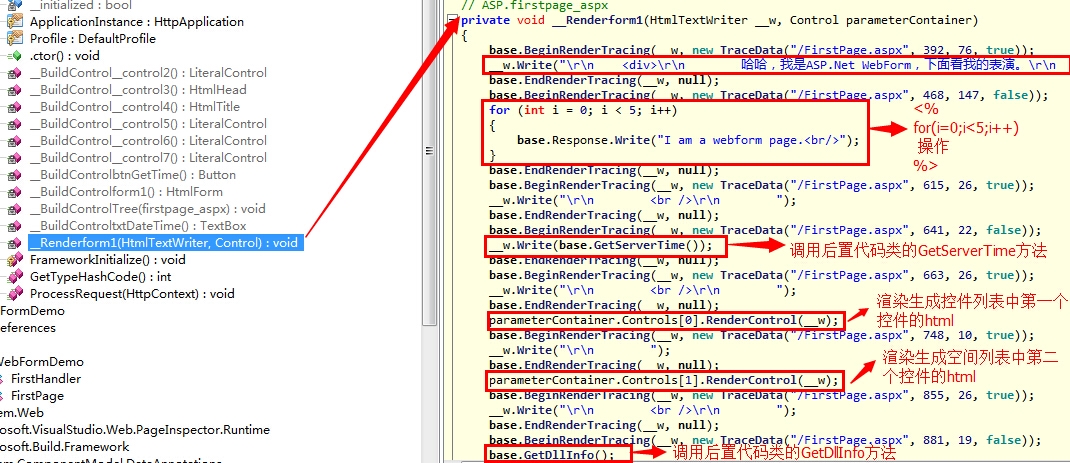 __initialized : bool
ApplicationInstance : HttpApplication
Profile : DefaultProfile
.ctor() : void
__BuildControl__control2() : LiteralControl
__BuildControl__control3() : HtmlHead
__BuildControl__control4() : HtmlTitle
__BuildControl__control5() : LiteralControl
__BuildControl__control6() : LiteralControl
__BuildControl__control7() : LiteralControl
__BuildControlbtnGetTime() : Button
__BuildControlform1() : HtmlForm
__BuildControlTree(firstpage_aspx) : void
__BuildControltxtDateTime() : TextBox
__Renderform1(HtmlTextWriter, Control) : void
FrameworkInitialize() : void
GetTypeHashCode() : int
ProcessRequest(HttpContext) : void
FormDemo
eferences
WebFormDemo
FirstHandler
FirstPage
em.Web
osoft.VisualStudio.Web.PageInspector.Runtime
osoft.Build.Framework
em.ComponentModel.DataAnnotations
// ASP.firstpage_aspx
private void __Renderform1(HtmlTextWriter __w, Control parameterContainer)
{
base.BeginRenderTracing(__w, new TraceData("/FirstPage.aspx", 392, 76, true));
__w.Write("\r\n    <div>\r\n        哈哈，我是ASP.Net WebForm，下面看我的表演。\r\n
base.EndRenderTracing(__w, null);
base.BeginRenderTracing(__w, new TraceData("/FirstPage.aspx", 468, 147, false));
for (int i = 0; i < 5; i++)
{
base.Response.Write("I am a webform page.<br/>");
}
<%
for(i=0;i<5;i++)
操作
%>
base.EndRenderTracing(__w, null);
base.BeginRenderTracing(__w, new TraceData("/FirstPage.aspx", 615, 26, true));
__w.Write("\r\n        <br />\r\n        ");
base.EndRenderTracing(__w, null);
base.BeginRenderTracing(__w, new TraceData("/FirstPage.aspx", 641, 22, false));
__w.Write(base.GetServerTime());
调用后置代码类的GetServerTime方法
base.EndRenderTracing(__w, null);
base.BeginRenderTracing(__w, new TraceData("/FirstPage.aspx", 663, 26, true));
__w.Write("\r\n        <br />\r\n        ");
base.EndRenderTracing(__w, null);
parameterContainer.Controls[0].RenderControl(__w);
渲染生成控件列表中第一个
控件的html
base.BeginRenderTracing(__w, new TraceData("/FirstPage.aspx", 748, 10, true));
__w.Write("\r\n        ");
base.EndRenderTracing(__w, null);
parameterContainer.Controls[1].RenderControl(__w);
渲染生成空间列表中第二
个控件的html
base.BeginRenderTracing(__w, new TraceData("/FirstPage.aspx", 855, 26, true));
__w.Write("\r\n        <br />\r\n        ");
base.EndRenderTracing(__w, null);
base.BeginRenderTracing(__w, new TraceData("/FirstPage.aspx", 881, 19, false));
base.GetDllInfo();
调用后置代码类的GetDllInfo方法